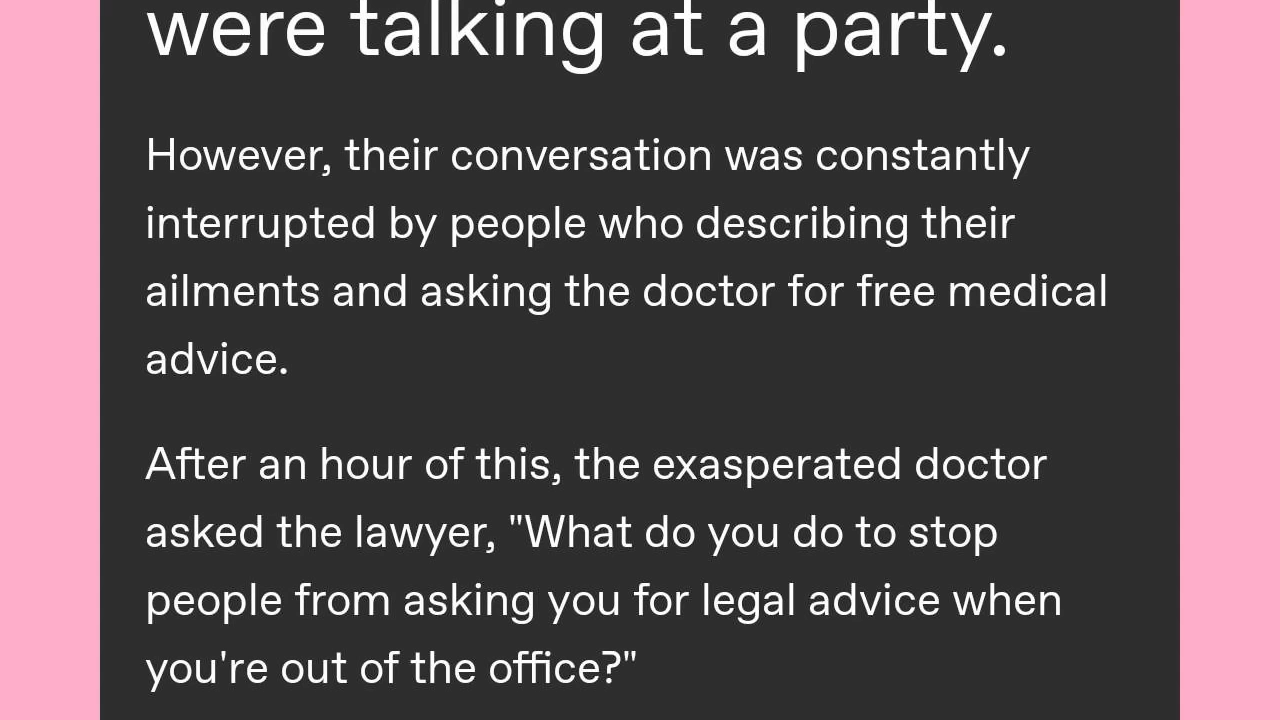 were talking at a party.
However, their conversation was constantly
interrupted by people who describing their
ailments and asking the doctor for free medical
advice.
After an hour of this, the exasperated doctor
asked the lawyer, "What do you do to stop
people from asking you for legal advice when
you're out of the office?"